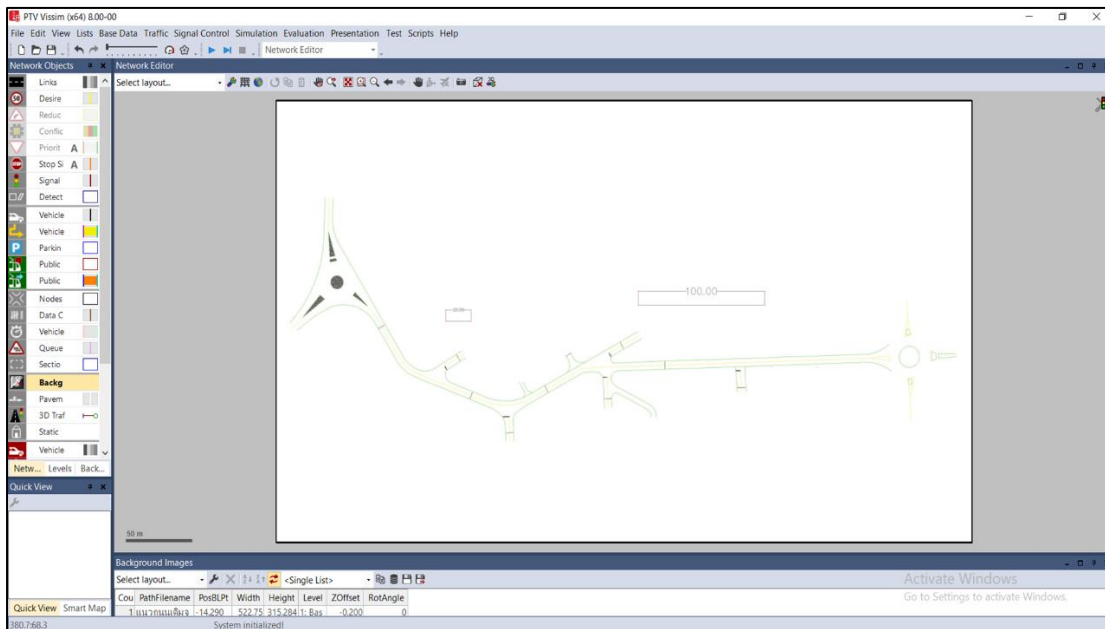 PTV Vissim (x64) 8.00-00
File Edit View Lists Base Data Traffic Signal Control Simulation Evaluation Presentation Test Scripts Help
Network Editor
Network Objects
Network Editor
Select layout...
Links
Desire
Reduc
Conflic
Priorit A
Stop Si A
Signal
Detect
Vehicle
Vehicle
Parkin
Public
Public
Nodes
Data C
Vehicle
Queue
Sectio
Backg
Pavem
3D Traf
Static
Vehicle
Netw... Levels Back...
Quick View
Quick View Smart Map
100.00
50 m
Background Images
Select layout... <Single List>
Cou PathFilename PosBLPt Width Height Level ZOffset RotAngle
1 -14.290 522.75 315.284 1: Bas -0.200 0
Activate Windows
Go to Settings to activate Windows.
380.7:68.3 System initialized!